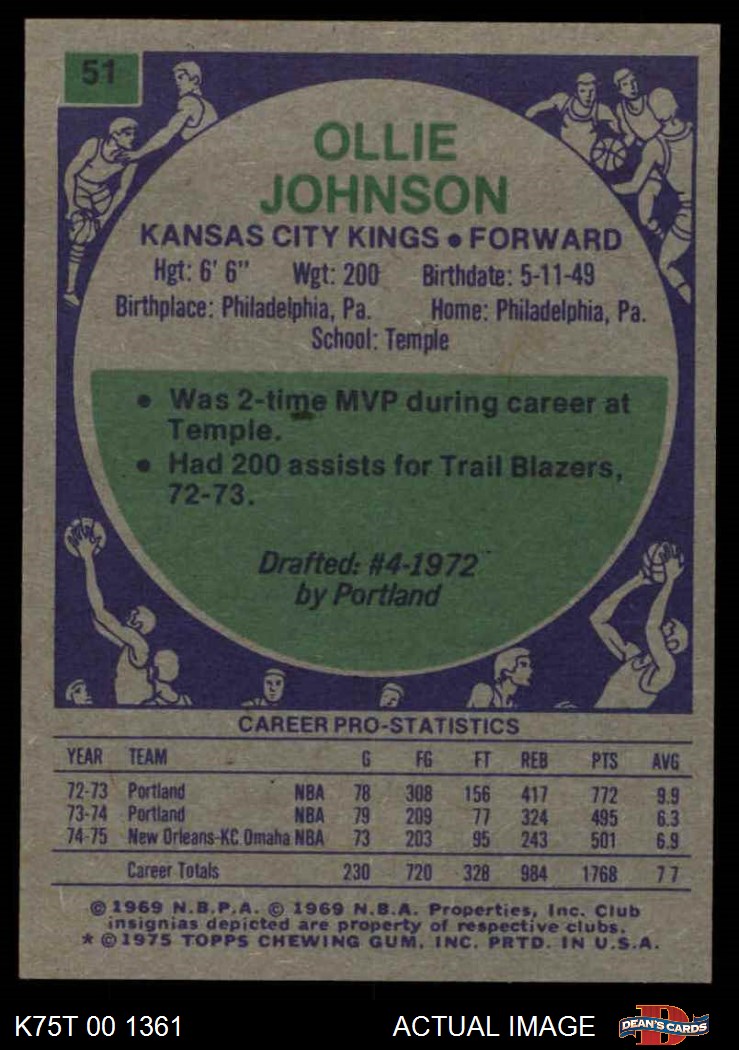 51
OLLIE
JOHNSON
KANSAS CITY KINGS • FORWARD
Hgt: 6' 6" Wgt: 200 Birthdate: 5-11-49
Birthplace: Philadelphia, Pa. Home: Philadelphia, Pa.
School: Temple
• Was 2-time MVP during career at
Temple.
• Had 200 assists for Trail Blazers,
72-73.
Drafted: #4-1972
by Portland
CAREER PRO-STATISTICS
YEAR TEAM G FG FT REB PTS AVG
72-73 Portland NBA 78 308 156 417 772 9.9
73-74 Portland NBA 79 209 77 324 495 6.3
74-75 New Orleans-KC Omaha NBA 73 203 95 243 501 6.9
Career Totals 230 720 328 984 1768 7 7
© 1969 N.B.P.A. © 1969 N.B.A. Properties, Inc. Club
insignias depicted are property of respective clubs.
* © 1975 TOPPS CHEWING GUM, INC. PRTD. IN U.S.A.
K75T 00 1361 ACTUAL IMAGE D DEAN'S CARDS